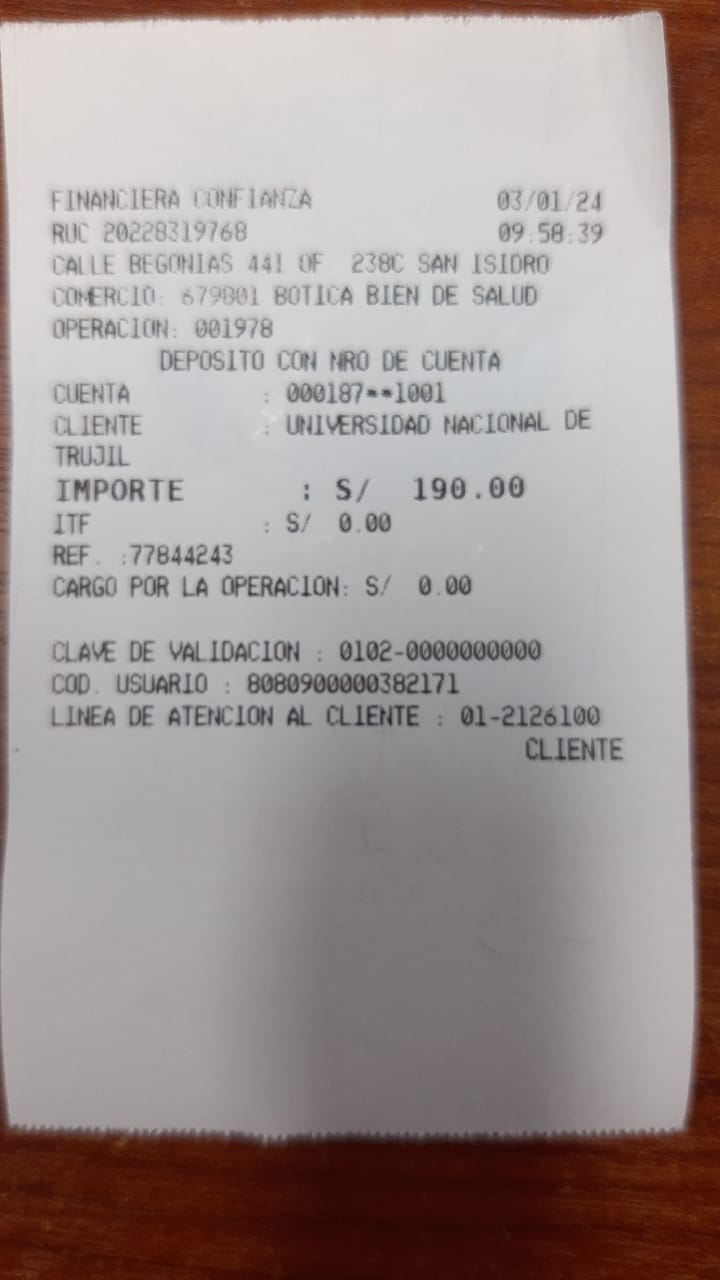 FINANCIERA CONFIANZA 03/01/24
RUC 20228319768 09:58:39
CALLE BEGONIAS 441 OF 238C SAN ISIDRO
COMERCIO: 679801 BOTICA BIEN DE SALUD
OPERACION: 001978
DEPOSITO CON NRO DE CUENTA
CUENTA : 000187**1001
CLIENTE : UNIVERSIDAD NACIONAL DE
TRUJIL
IMPORTE : S/ 190.00
ITF : S/ 0.00
REF. :77844243
CARGO POR LA OPERACION: S/ 0.00
CLAVE DE VALIDACION : 0102-0000000000
COD. USUARIO : 8080900000382171
LINEA DE ATENCION AL CLIENTE : 01-2126100
CLIENTE